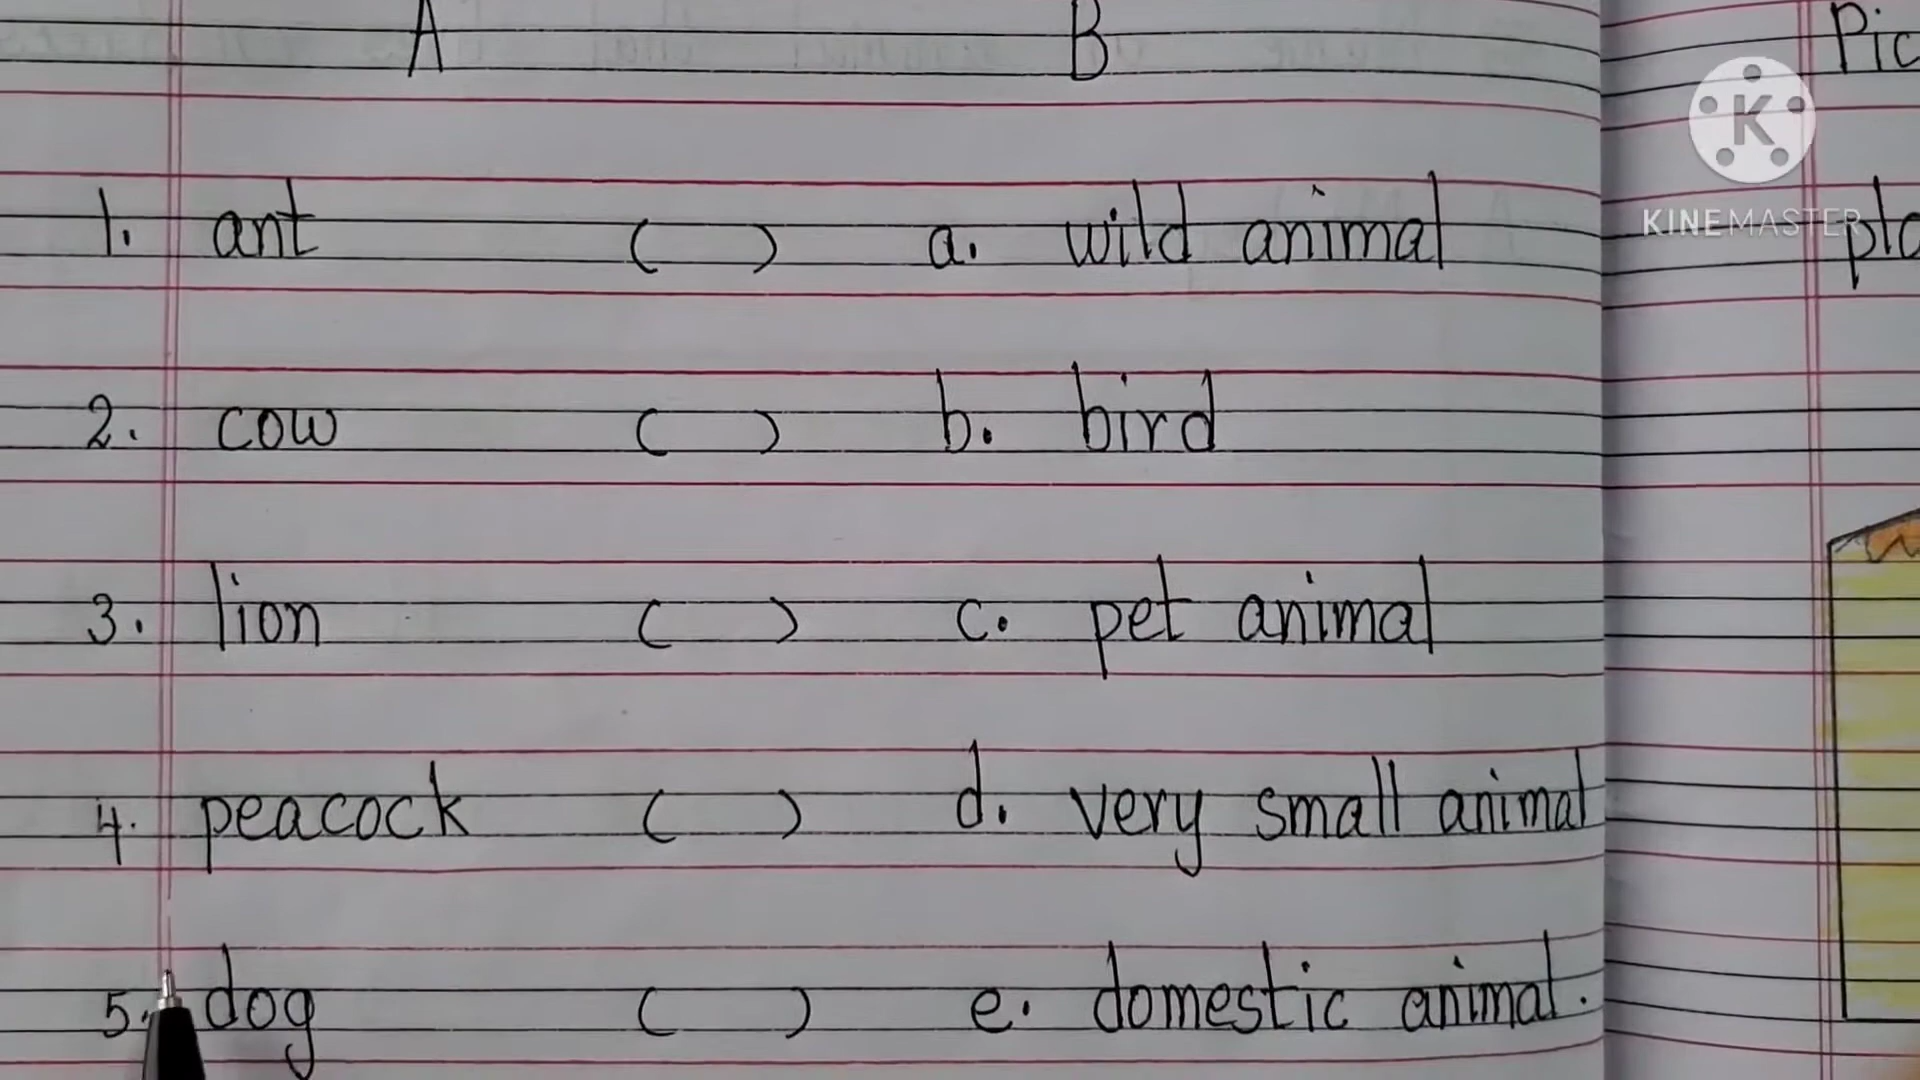 A B
1. ant ( ) a. wild animal
2. cow ( ) b. bird
3. lion ( ) c. pet animal
4. peacock ( ) d. very small animal
5. dog ( ) e. domestic animal.
Pic
K
KINEMASTER